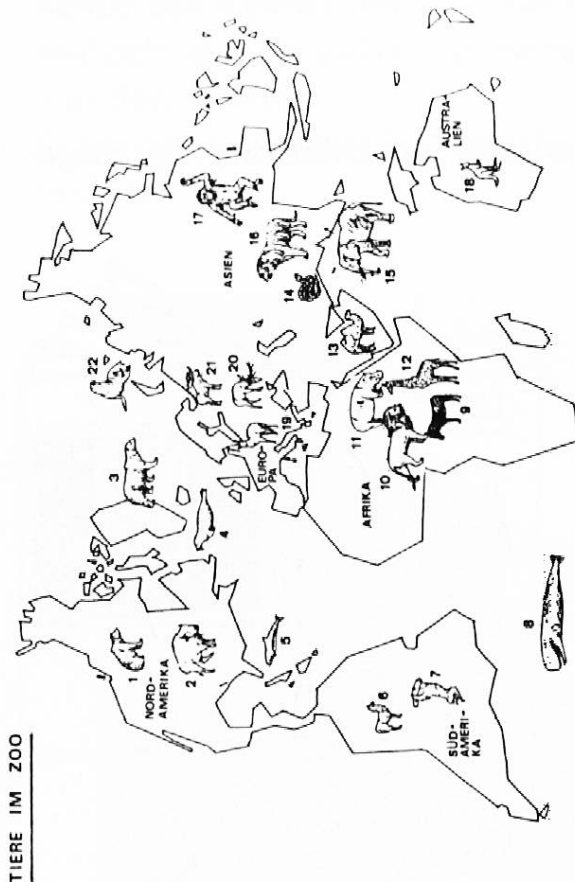 TIERE IM ZOO
22
17
3
21
ASIEN
16
1
20
14
4
NORD-
AMERIKA
2
EURO-
PA
19
13
15
5
11
AUSTRA-
LIEN
12
18
10
AFRIKA
9
6
7
SÜD-
AMERI-
KA
8